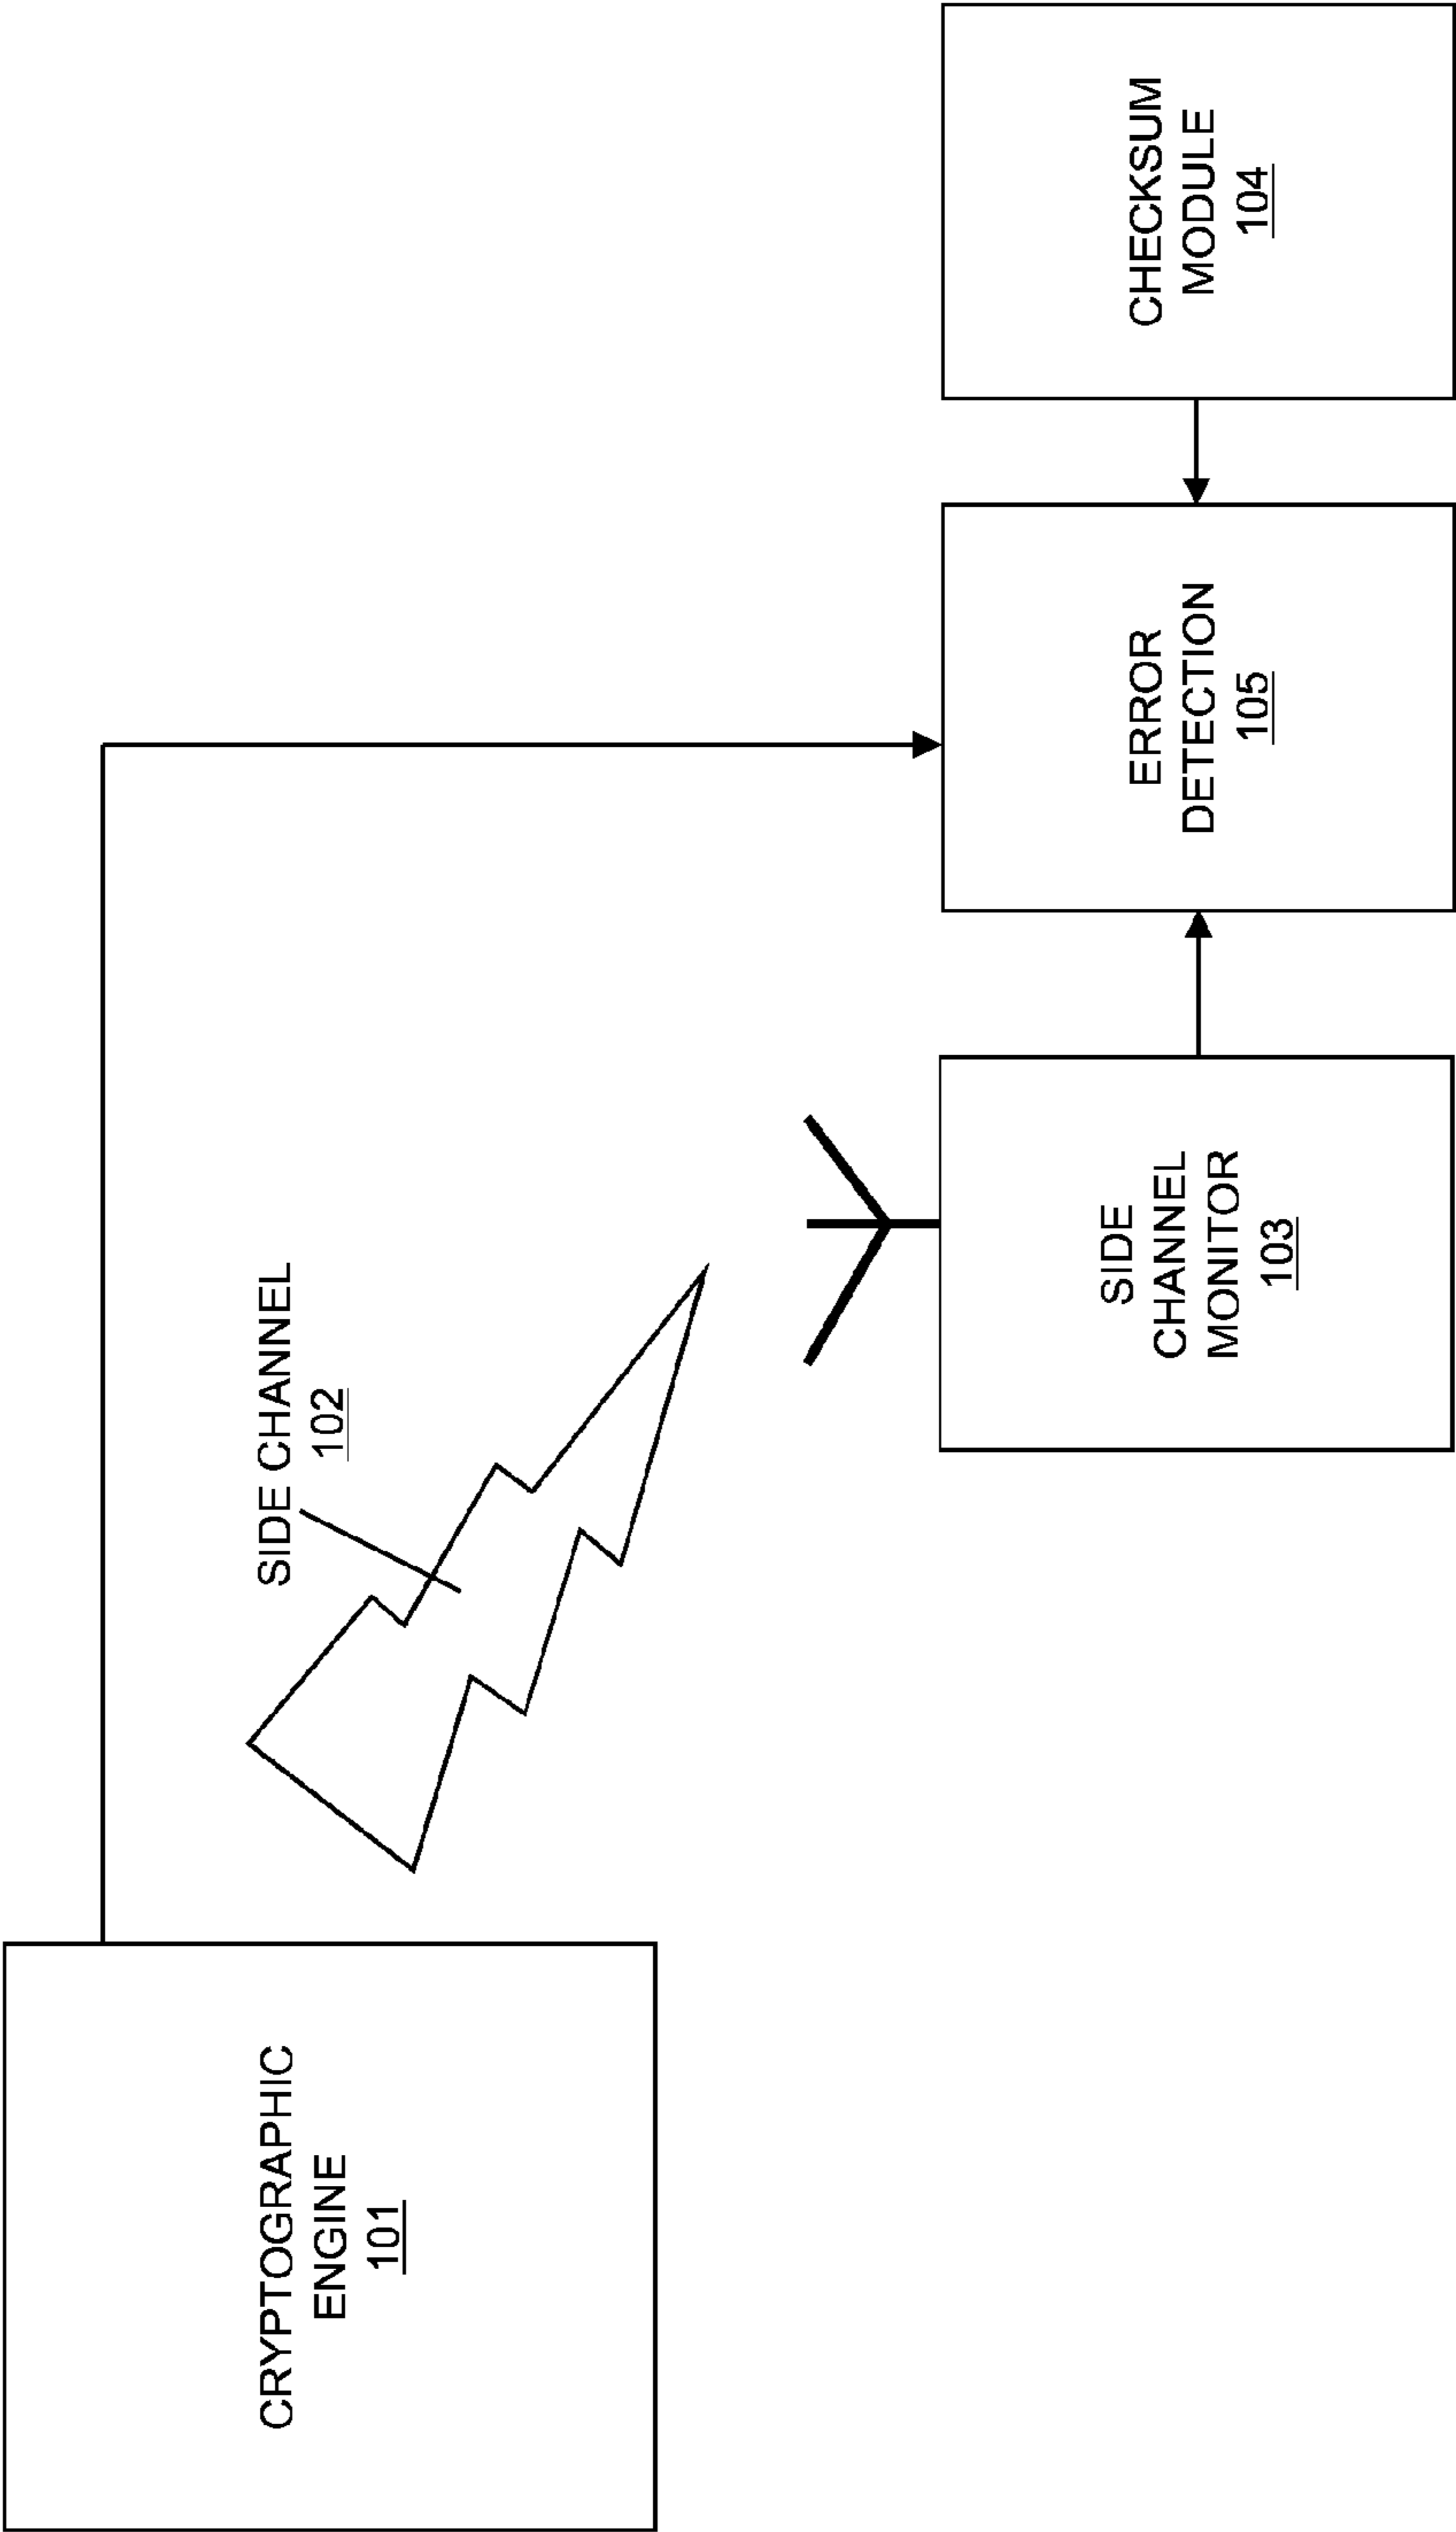 CRYPTOGRAPHIC
ENGINE
101
SIDE CHANNEL
102
SIDE
CHANNEL
MONITOR
103
ERROR
DETECTION
105
CHECKSUM
MODULE
104